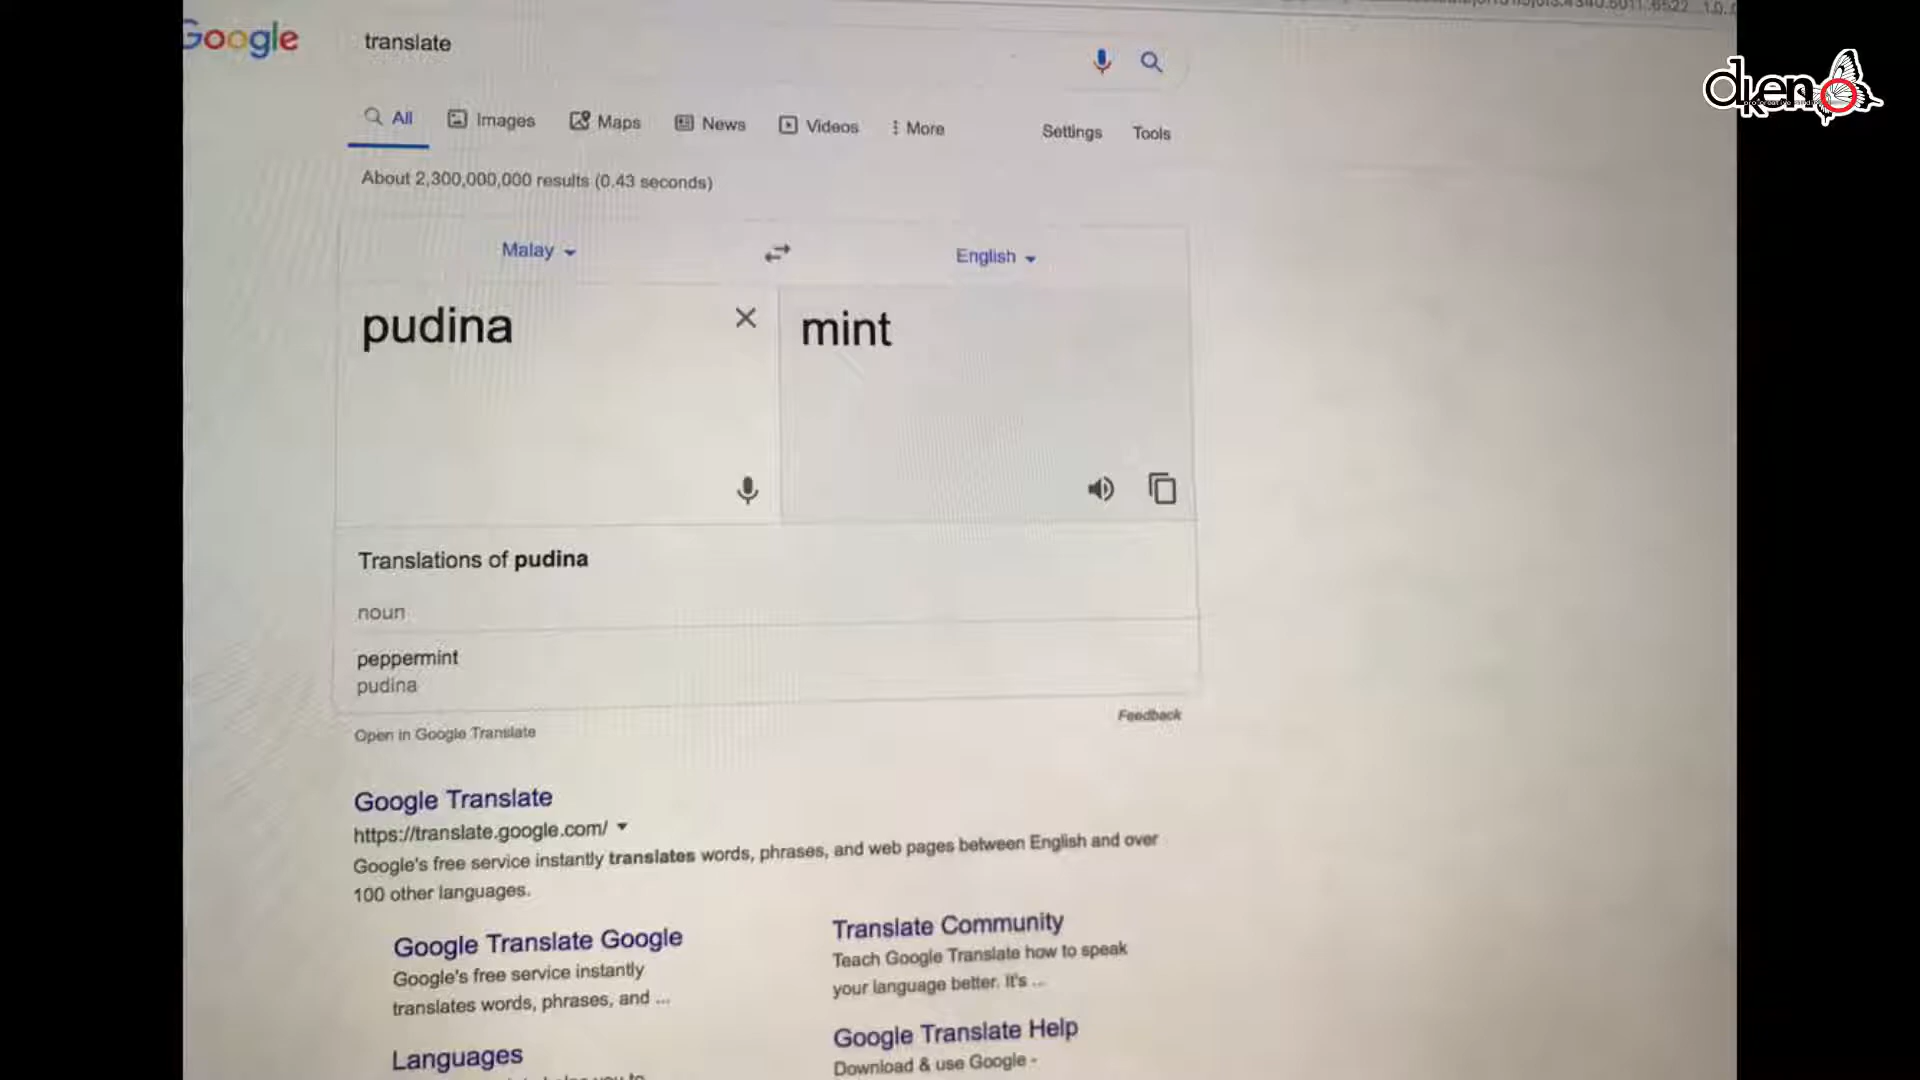 Google
translate
All Images Maps News Videos More Settings Tools
About 2,300,000,000 results (0.43 seconds)
Malay English
pudina mint
Translations of pudina
noun
peppermint
pudina
Open in Google Translate Feedback
Google Translate
https://translate.google.com/
Google's free service instantly translates words, phrases, and web pages between English and over
100 other languages.
Google Translate Google
Google's free service instantly
translates words, phrases, and ...
Languages
Translate Community
Teach Google Translate how to speak
your language better. It's ...
Google Translate Help
Download & use Google -
dkeno